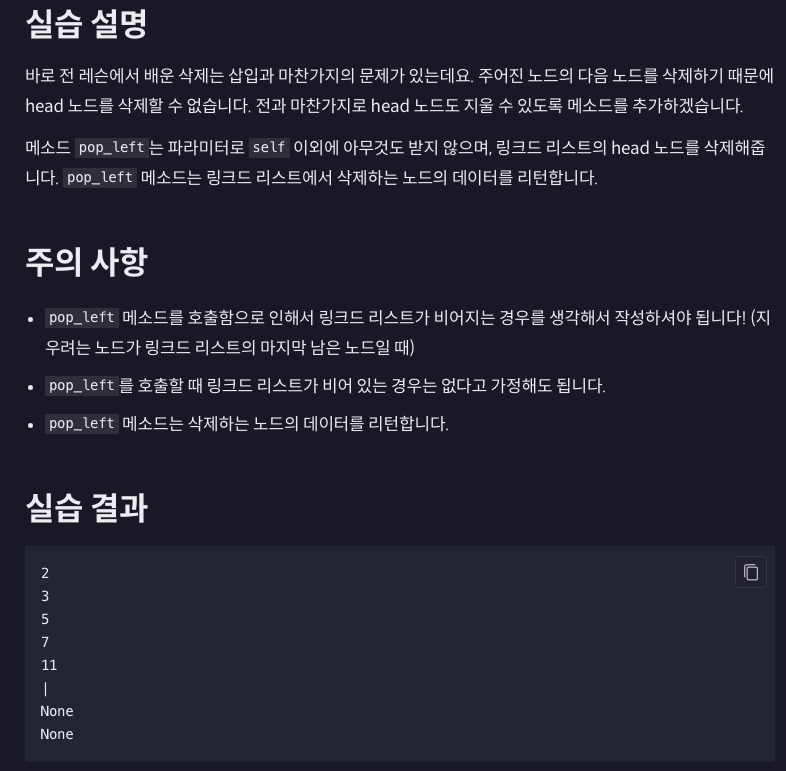 실습 설명
바로 전 레슨에서 배운 삭제는 삽입과 마찬가지의 문제가 있는데요. 주어진 노드의 다음 노드를 삭제하기 때문에
head 노드를 삭제할 수 없습니다. 전과 마찬가지로 head 노드도 지울 수 있도록 메소드를 추가하겠습니다.
메소드 pop_left는 파라미터로 self 이외에 아무것도 받지 않으며, 링크드 리스트의 head 노드를 삭제해줍
니다. pop_left 메소드는 링크드 리스트에서 삭제하는 노드의 데이터를 리턴합니다.
주의 사항
• pop_left 메소드를 호출함으로 인해서 링크드 리스트가 비어지는 경우를 생각해서 작성하셔야 됩니다! (지
우려는 노드가 링크드 리스트의 마지막 남은 노드일 때)
• pop_left를 호출할 때 링크드 리스트가 비어 있는 경우는 없다고 가정해도 됩니다.
• pop_left 메소드는 삭제하는 노드의 데이터를 리턴합니다.
실습 결과
2
3
5
7
11
|
None
None